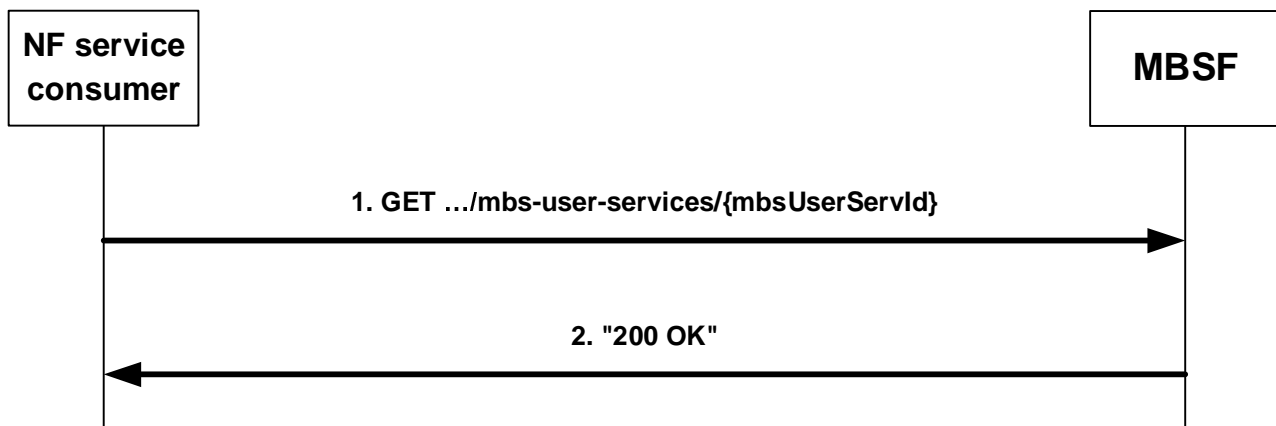 NF service
consumer
MBSF
1. GET …/mbs-user-services/{mbsUserServId}
2. "200 OK"